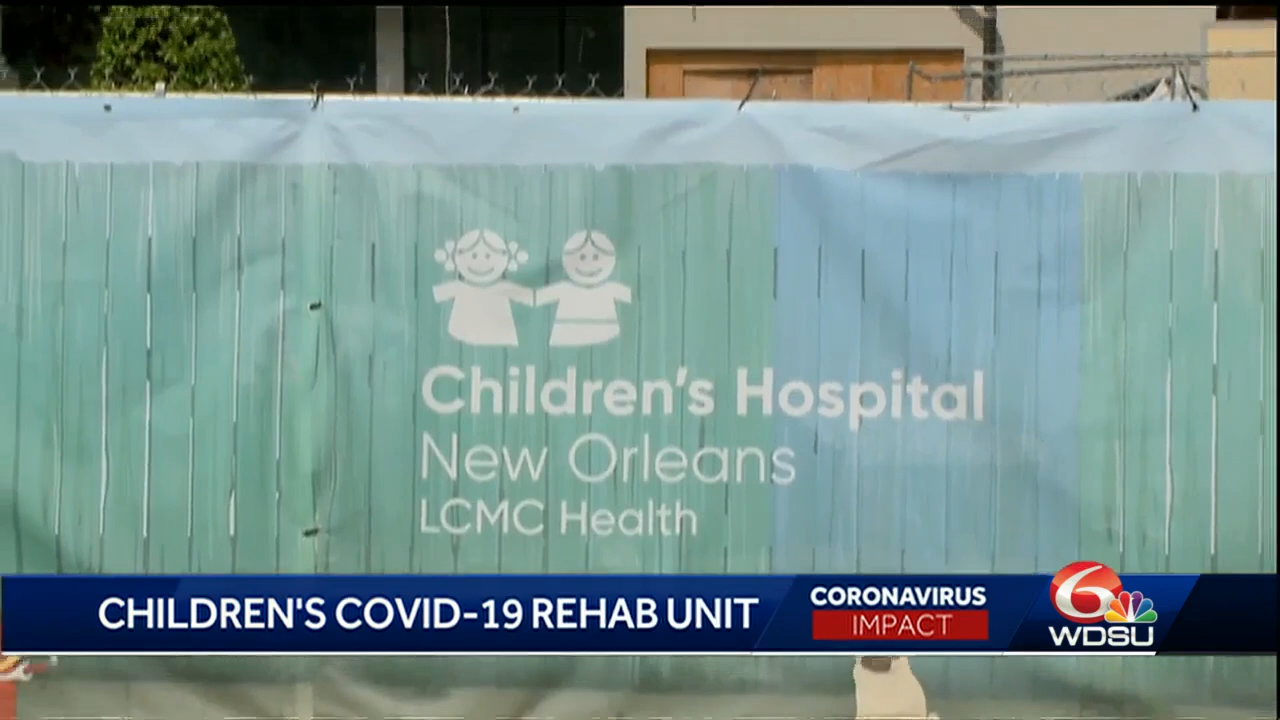 Children's Hospital
New Orleans
LCMC Health
CHILDREN'S COVID-19 REHAB UNIT
CORONAVIRUS
IMPACT
6
WDSU